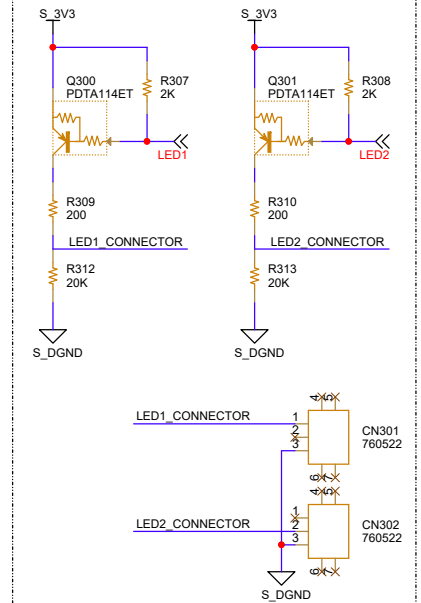 S_3V3
S_3V3
Q300
PDTA114ET
R307
2K
Q301
PDTA114ET
R308
2K
LED1
LED2
R309
200
R310
200
LED1_CONNECTOR
LED2_CONNECTOR
R312
20K
R313
20K
S_DGND
S_DGND
4
5
LED1_CONNECTOR
1
2
3
CN301
760522
6
7
4
5
LED2_CONNECTOR
1
2
3
CN302
760522
6
7
S_DGND